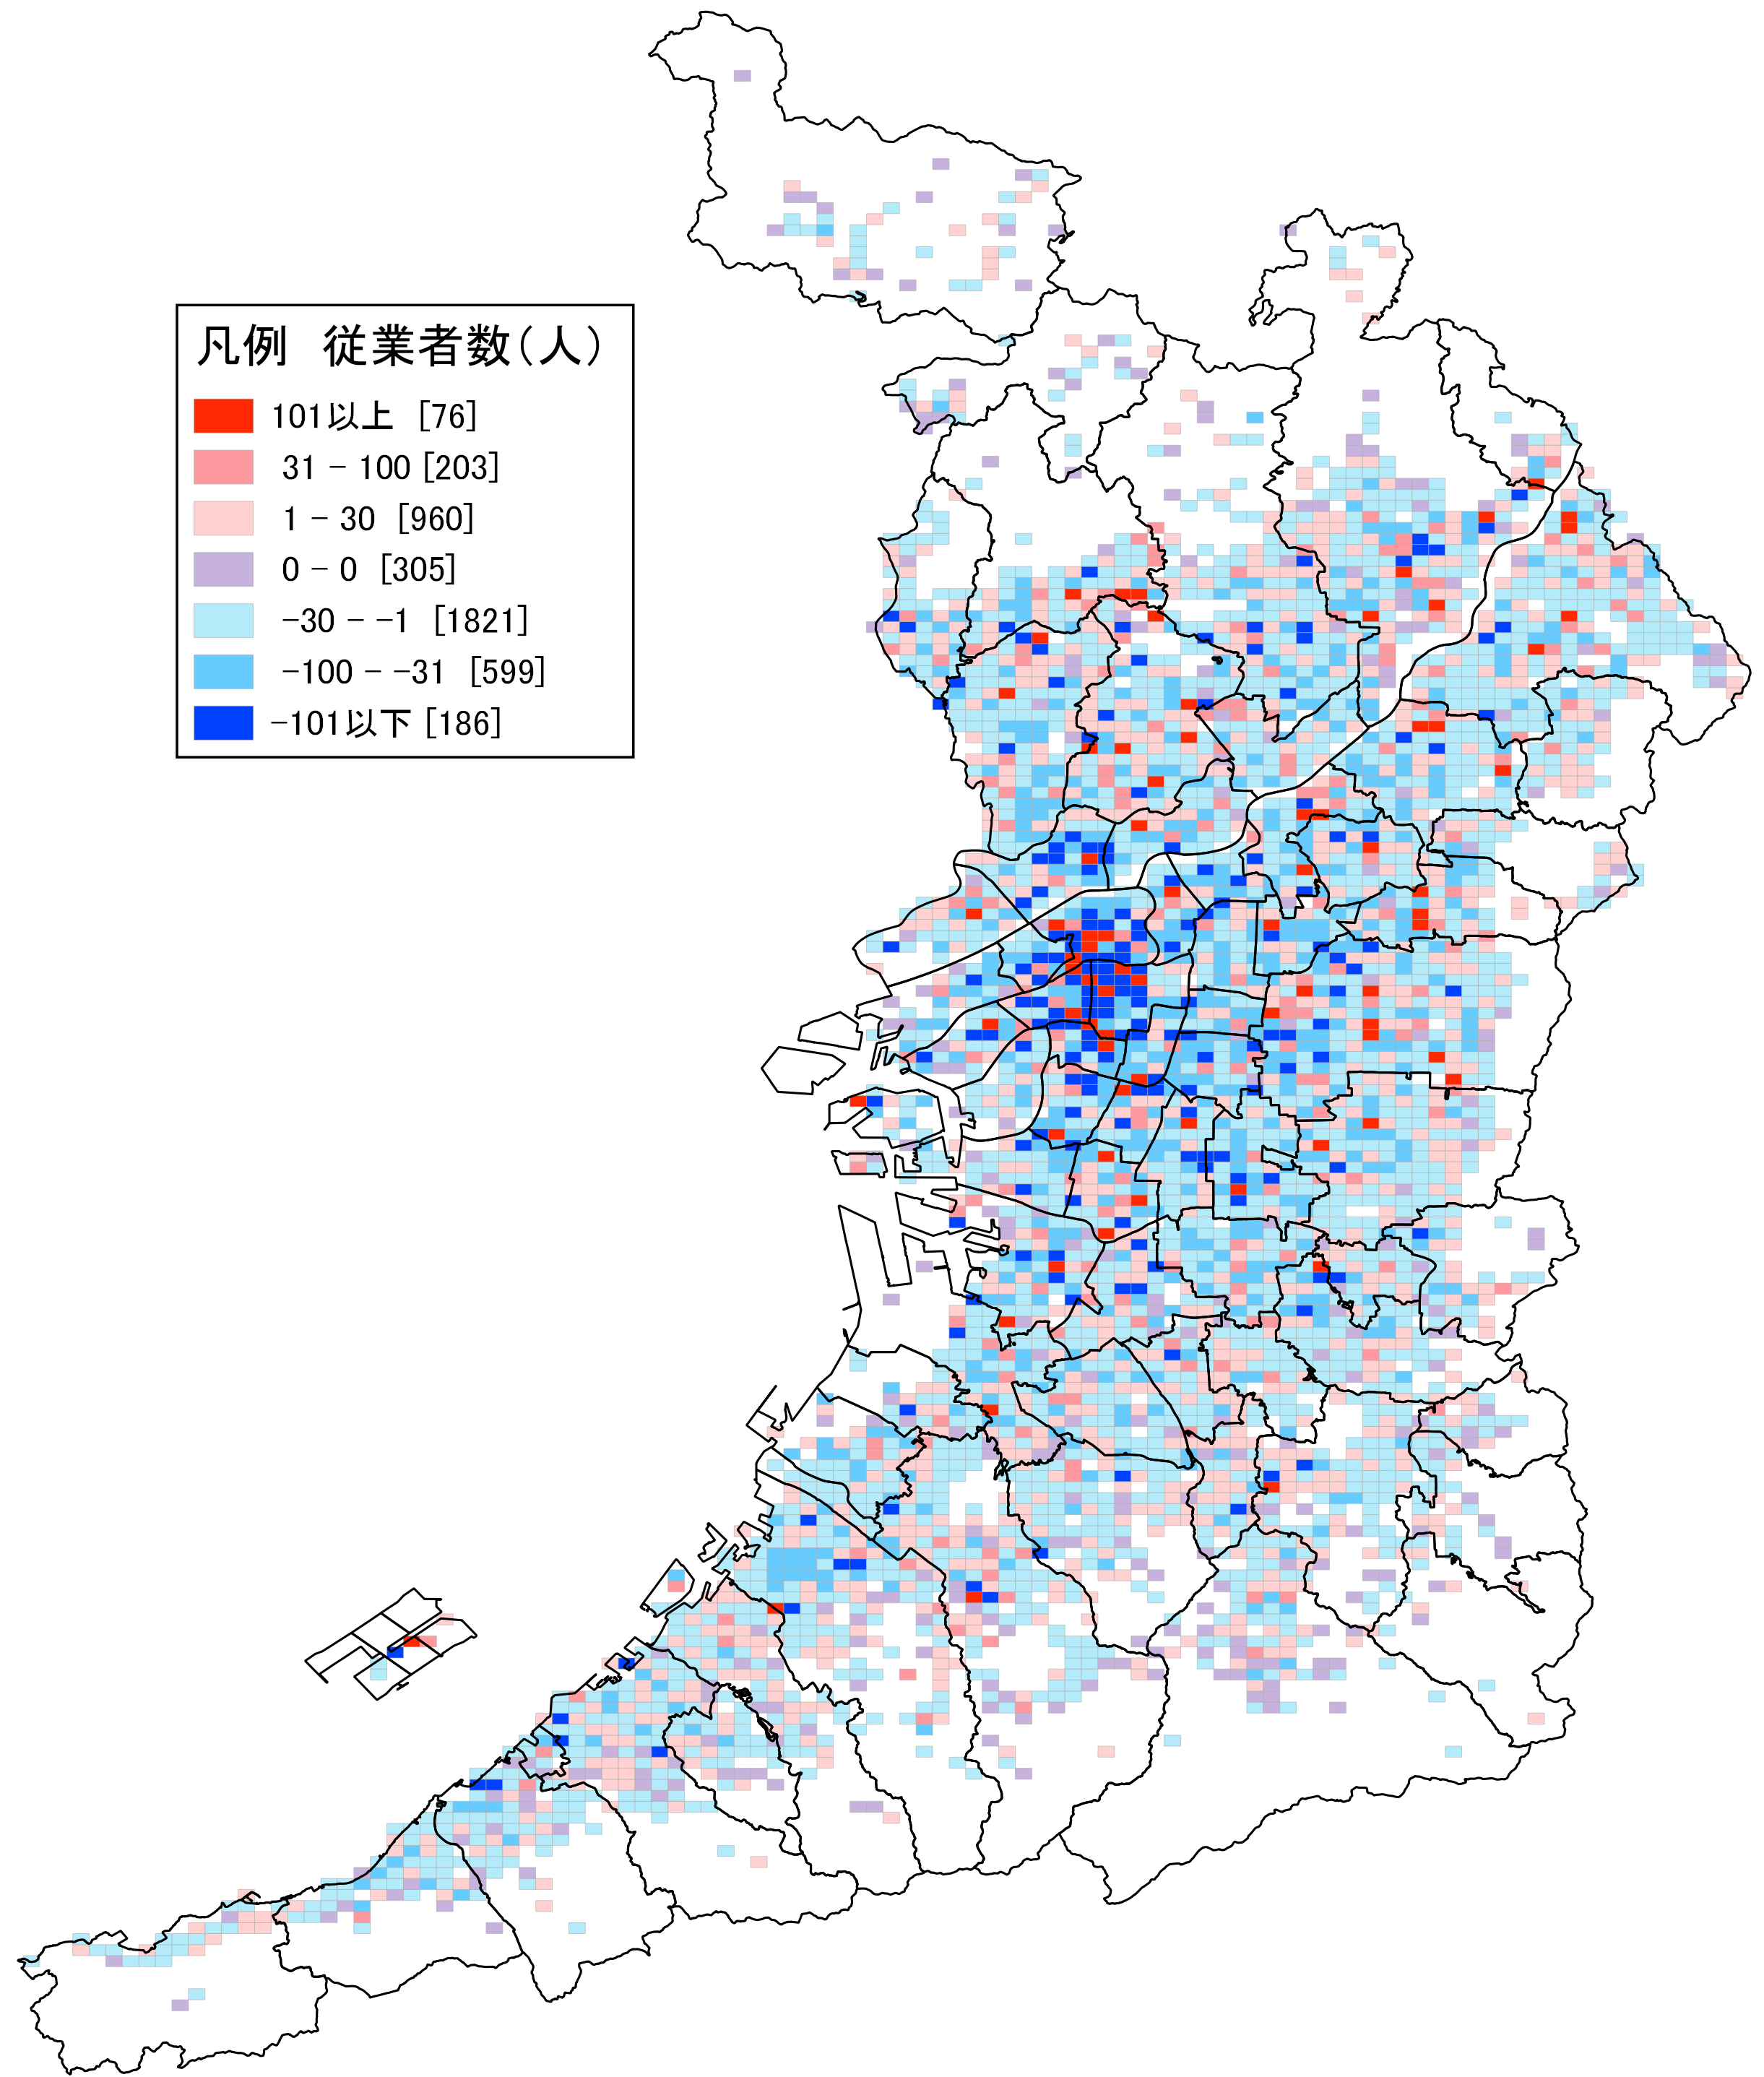 凡例　従業者数(人)
101以上 [76]
31 － 100 [203]
1 － 30 [960]
0 － 0 [305]
－30 － －1 [1821]
－100 － －31 [599]
－101以下 [186]